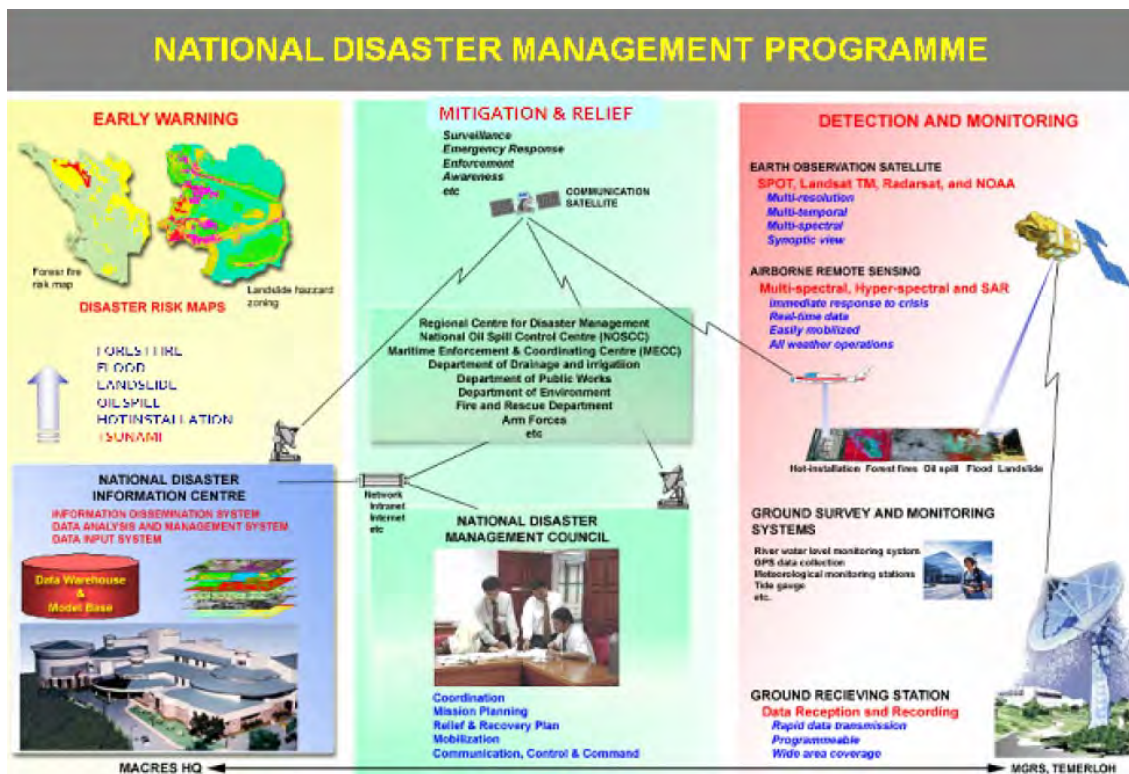 NATIONAL DISASTER MANAGEMENT PROGRAMME
EARLY WARNING
Forest fire
risk map
Landslide hazzard
zoning
DISASTER RISK MAPS
FOREST FIRE
FLOOD
LANDSLIDE
OIL SPILL
HOT INSTALLATION
TSUNAMI
NATIONAL DISASTER
INFORMATION CENTRE
INFORMATION DISSEMINATION SYSTEM
DATA ANALYSIS AND MANAGEMENT SYSTEM
DATA INPUT SYSTEM
Data Warehouse
&
Model Base
MITIGATION & RELIEF
Surveillance
Emergency Response
Enforcement
Awareness
etc
COMMUNICATION
SATELLITE
Regional Centre for Disaster Management
National Oil Spill Control Centre (NOSCC)
Maritime Enforcement & Coordinating Centre (MECC)
Department of Drainage and irrigatiion
Department of Public Works
Department of Environment
Fire and Rescue Department
Arm Forces
etc
Network
Intranet
Internet
etc
NATIONAL DISASTER
MANAGEMENT COUNCIL
Coordination
Mission Planning
Relief & Recovery Plan
Mobilization
Communication, Control & Command
DETECTION AND MONITORING
EARTH OBSERVATION SATELLITE
SPOT, Landsat TM, Radarsat, and NOAA
Multi-resolution
Multi-temporal
Multi-spectral
Synoptic view
AIRBORNE REMOTE SENSING
Multi-spectral, Hyper-spectral and SAR
Immediate response to crisis
Real-time data
Easily mobilized
All weather operations
Hot-installation Forest fires Oil spill Flood Landslide
GROUND SURVEY AND MONITORING
SYSTEMS
River water level monitoring system
GPS data collection
Meteorological monitoring stations
Tide gauge
etc.
GROUND RECIEVING STATION
Data Reception and Recording
Rapid data transmission
Programmeable
Wide area coverage
MACRES HQ
MGRS, TEMERLOH